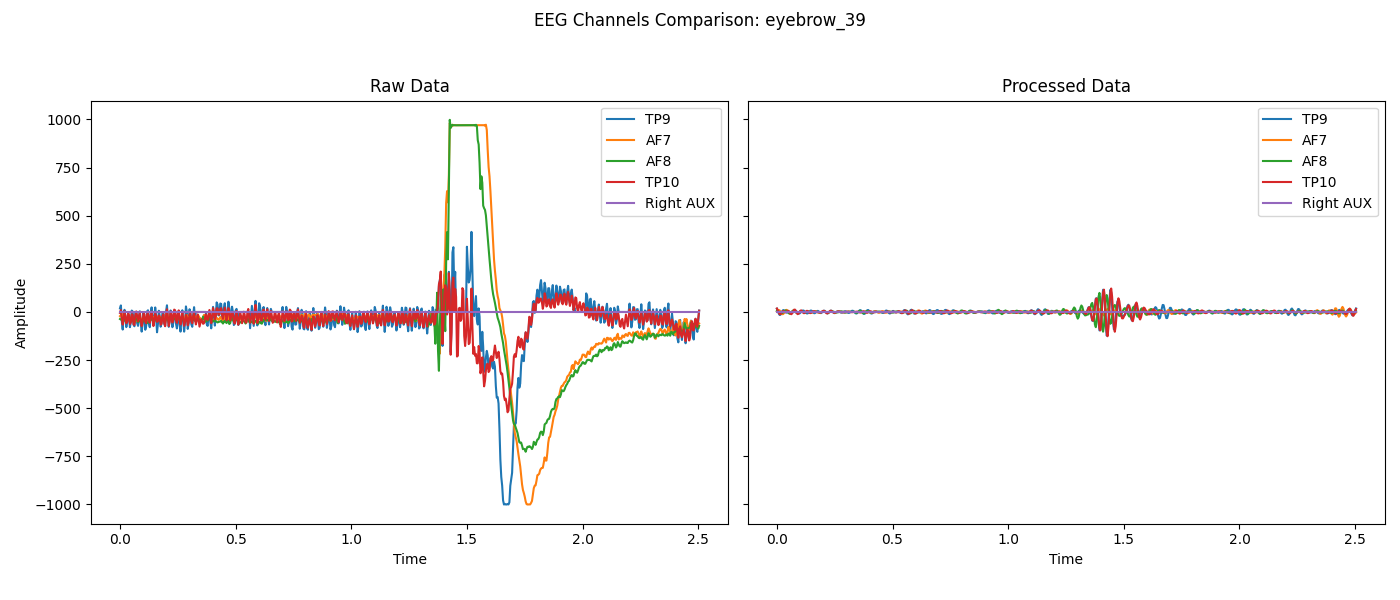 EEG Channels Comparison: eyebrow_39
Raw Data
Amplitude
1000
750
500
250
0
−250
−500
−750
−1000
TP9
AF7
AF8
TP10
Right AUX
0.0 0.5 1.0 1.5 2.0 2.5
Time
Processed Data
TP9
AF7
AF8
TP10
Right AUX
0.0 0.5 1.0 1.5 2.0 2.5
Time